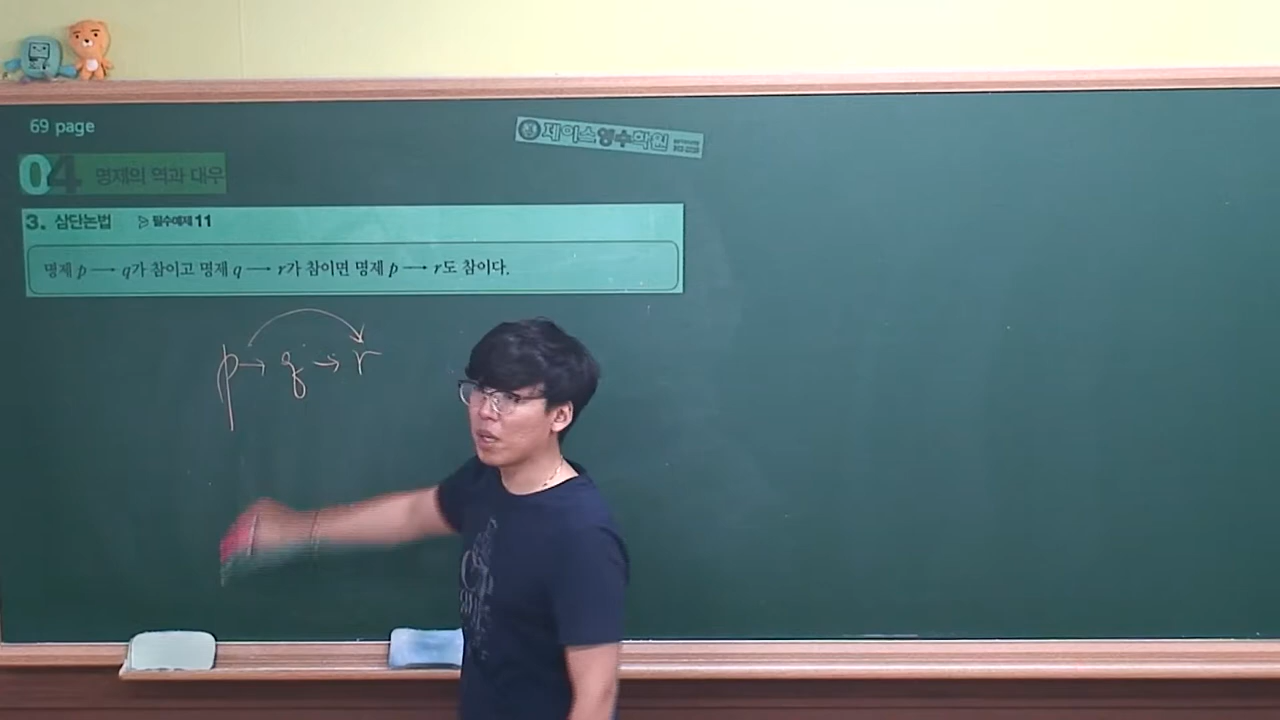 69 page
제이스영수학원
04 명제의 역과 대우
3. 삼단논법 ▷ 필수예제 11
명제 p → q가 참이고 명제 q → r가 참이면 명제 p → r도 참이다.
p → q → r